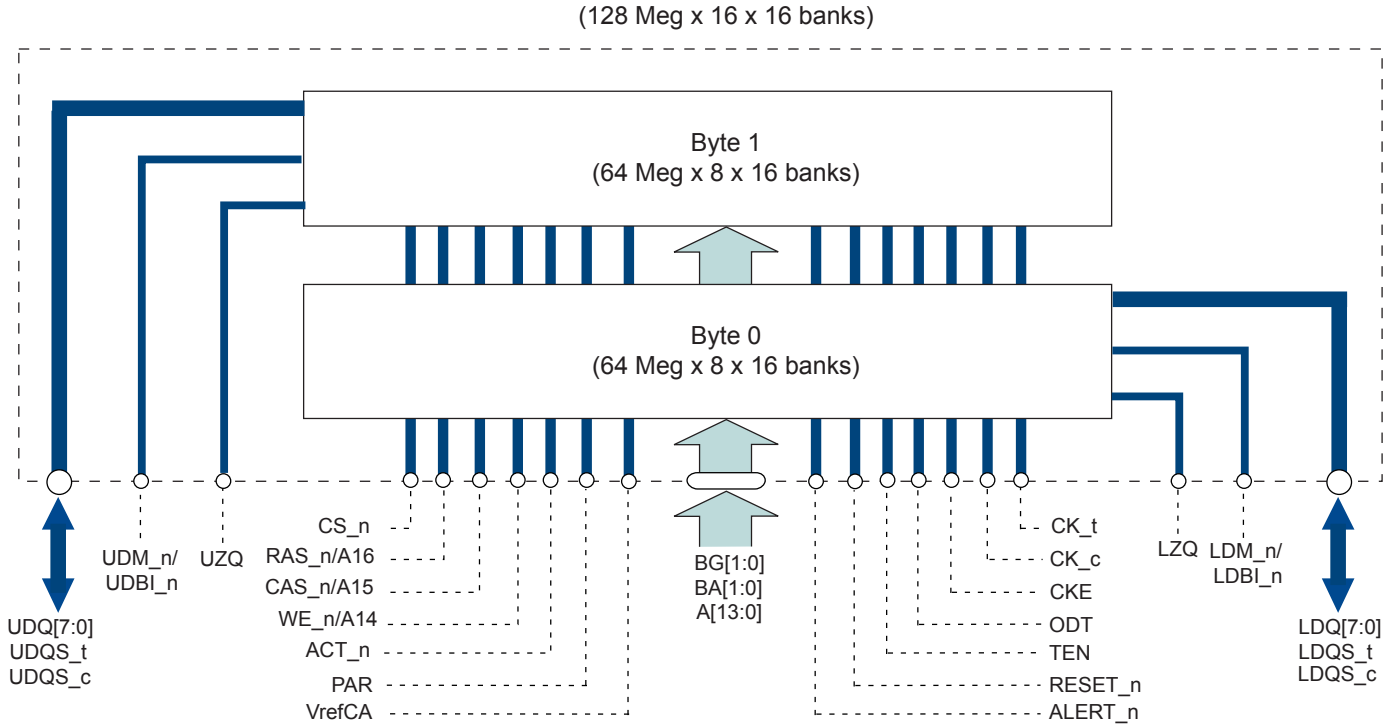 (128 Meg x 16 x 16 banks)
Byte 1
(64 Meg x 8 x 16 banks)
Byte 0
(64 Meg x 8 x 16 banks)
UDQ[7:0]
UDQS_t
UDQS_c
UDM_n/
UDBI_n
UZQ
CS_n
RAS_n/A16
CAS_n/A15
WE_n/A14
ACT_n
PAR
VrefCA
BG[1:0]
BA[1:0]
A[13:0]
CK_t
CK_c
CKE
ODT
TEN
RESET_n
ALERT_n
LZQ
LDM_n/
LDBI_n
LDQ[7:0]
LDQS_t
LDQS_c